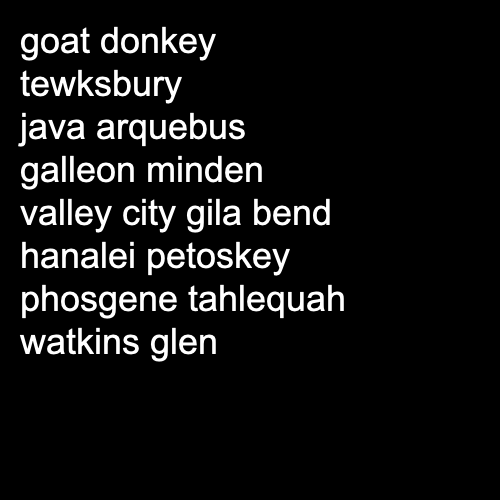 goat donkey
tewksbury
java arquebus
galleon minden
valley city gila bend
hanalei petoskey
phosgene tahlequah
watkins glen